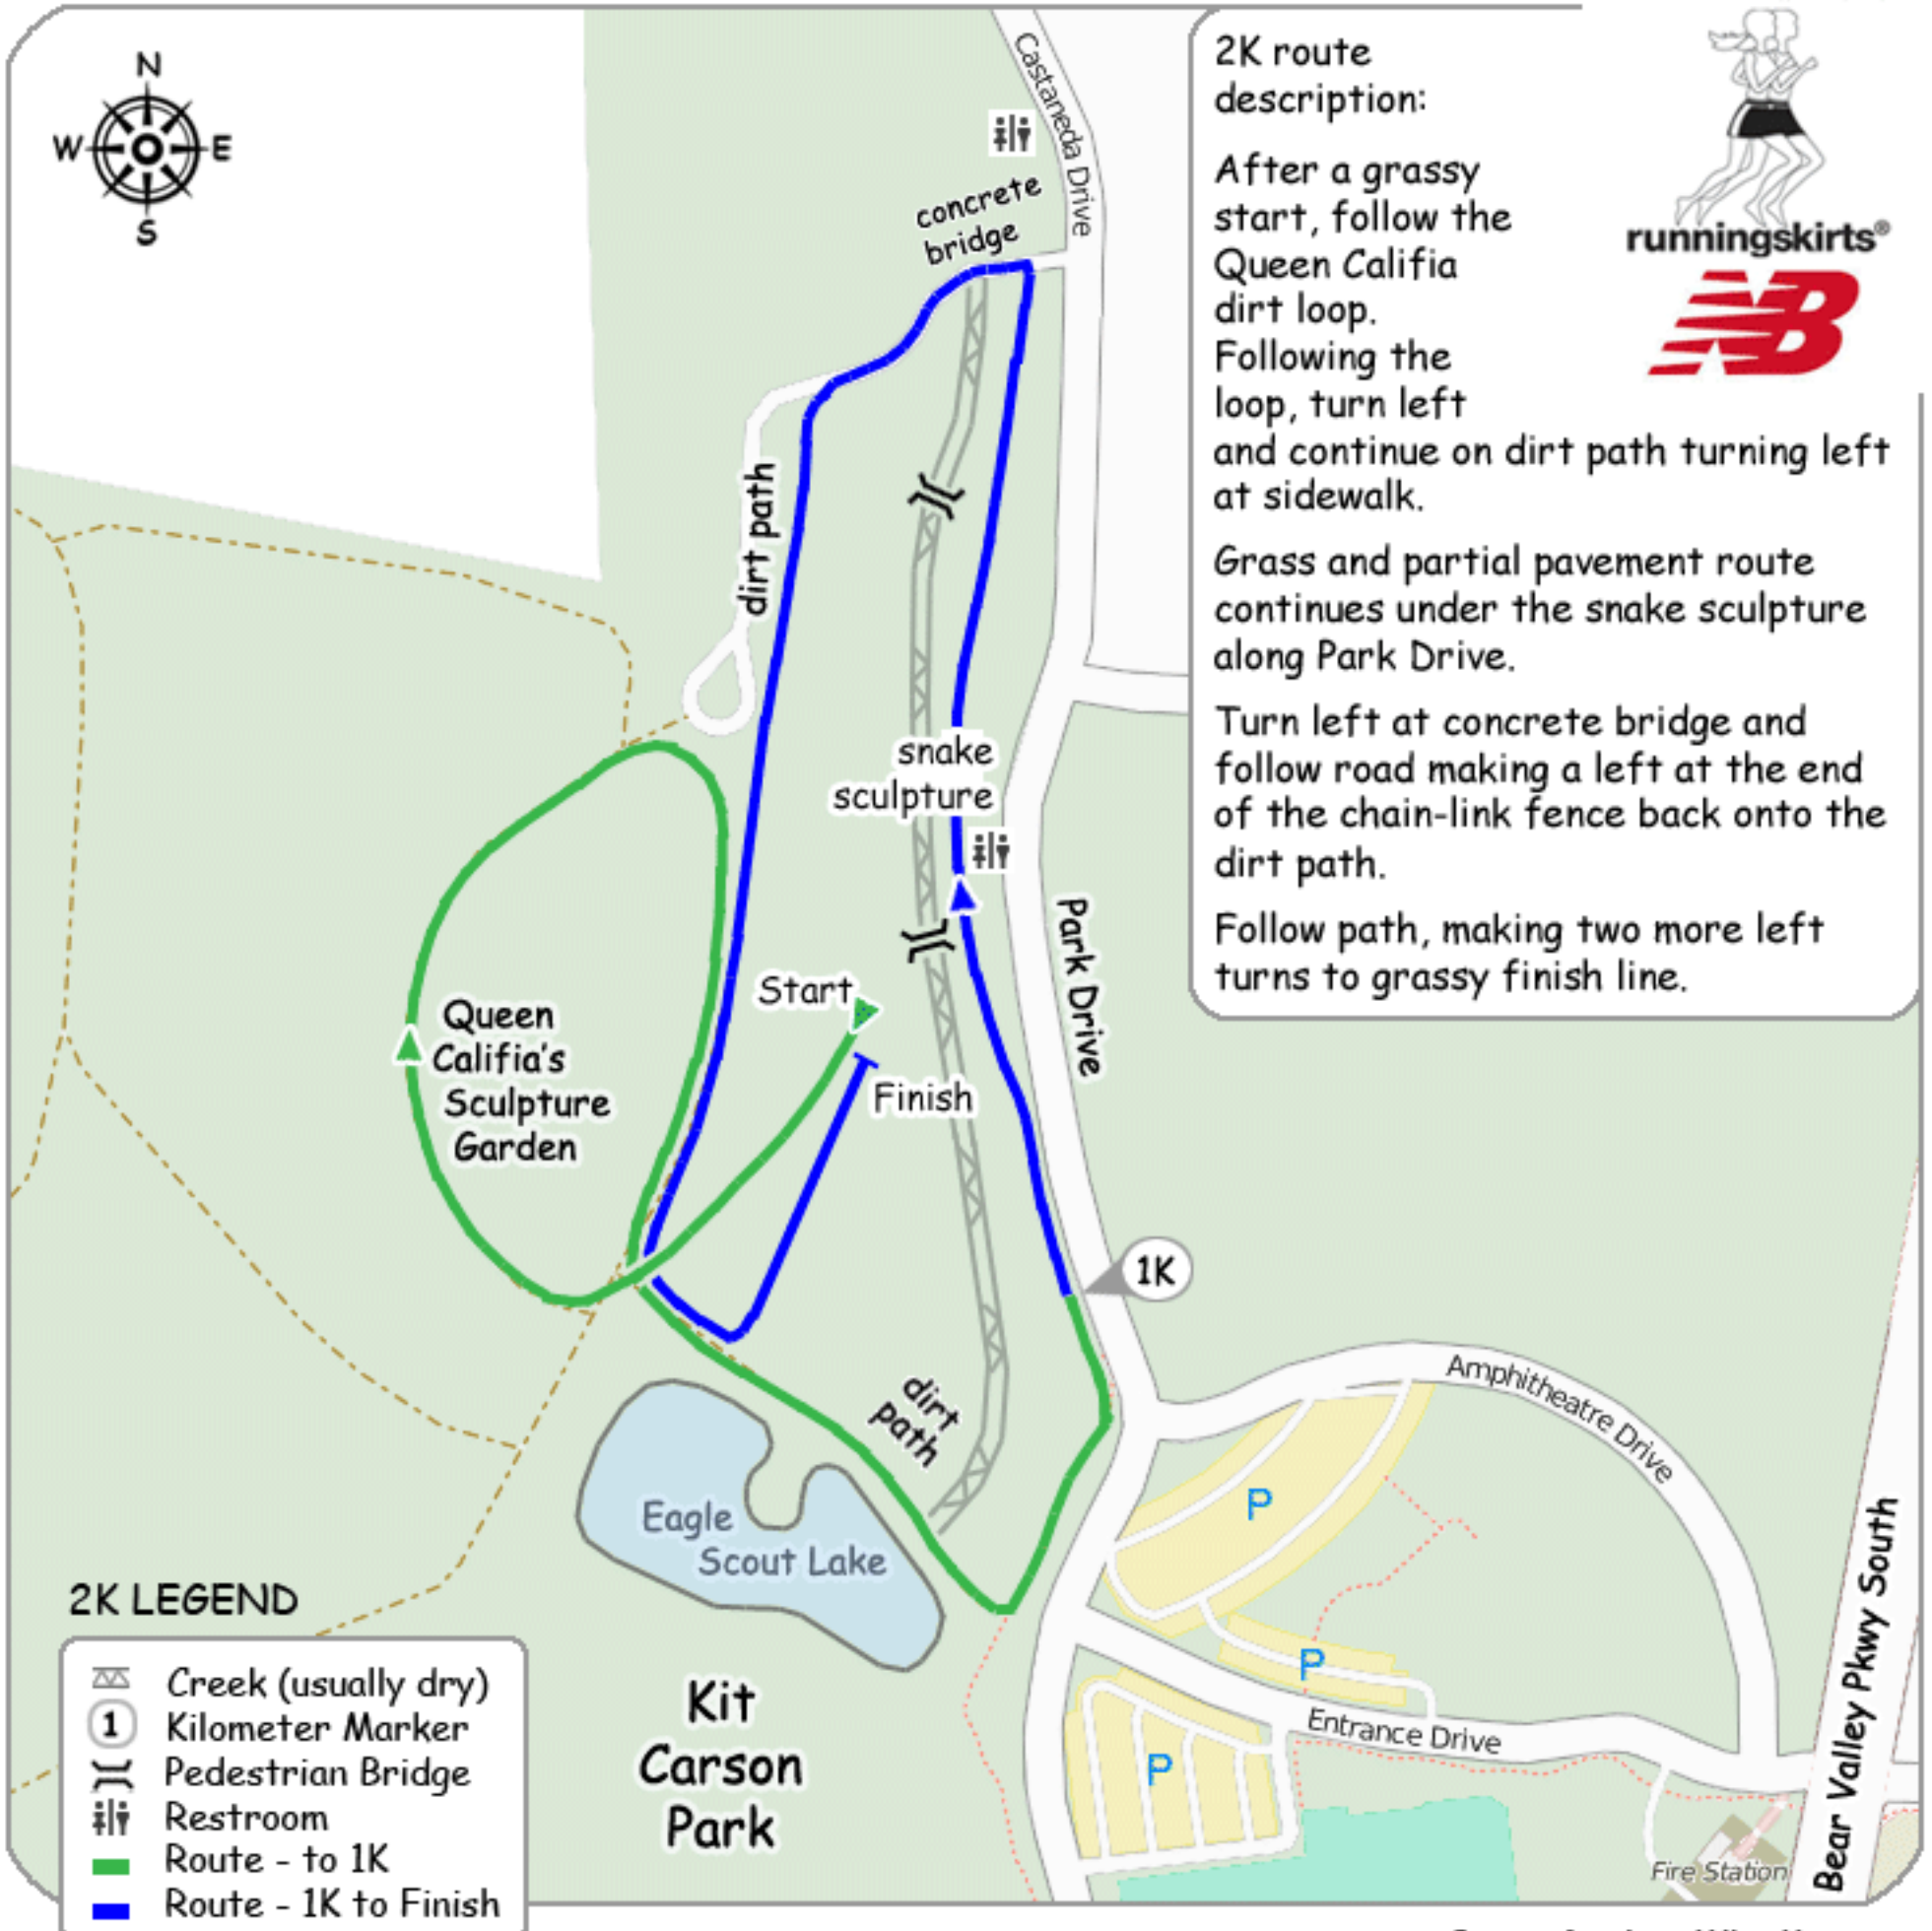 N
W
E
S
Castaneda Drive
concrete
bridge
dirt path
snake
sculpture
Start
Finish
Park Drive
Queen
Califia's
Sculpture
Garden
1K
dirt
path
Eagle
Scout Lake
Amphitheatre Drive
P
P
P
Entrance Drive
Bear Valley Pkwy South
Fire Station
Kit
Carson
Park
2K LEGEND
Creek (usually dry)
1
Kilometer Marker
Pedestrian Bridge
Restroom
Route - to 1K
Route - 1K to Finish
2K route
description:
After a grassy
start, follow the
Queen Califia
dirt loop.
Following the
loop, turn left
and continue on dirt path turning left
at sidewalk.
Grass and partial pavement route
continues under the snake sculpture
along Park Drive.
Turn left at concrete bridge and
follow road making a left at the end
of the chain-link fence back onto the
dirt path.
Follow path, making two more left
turns to grassy finish line.
runningskirts®
NB